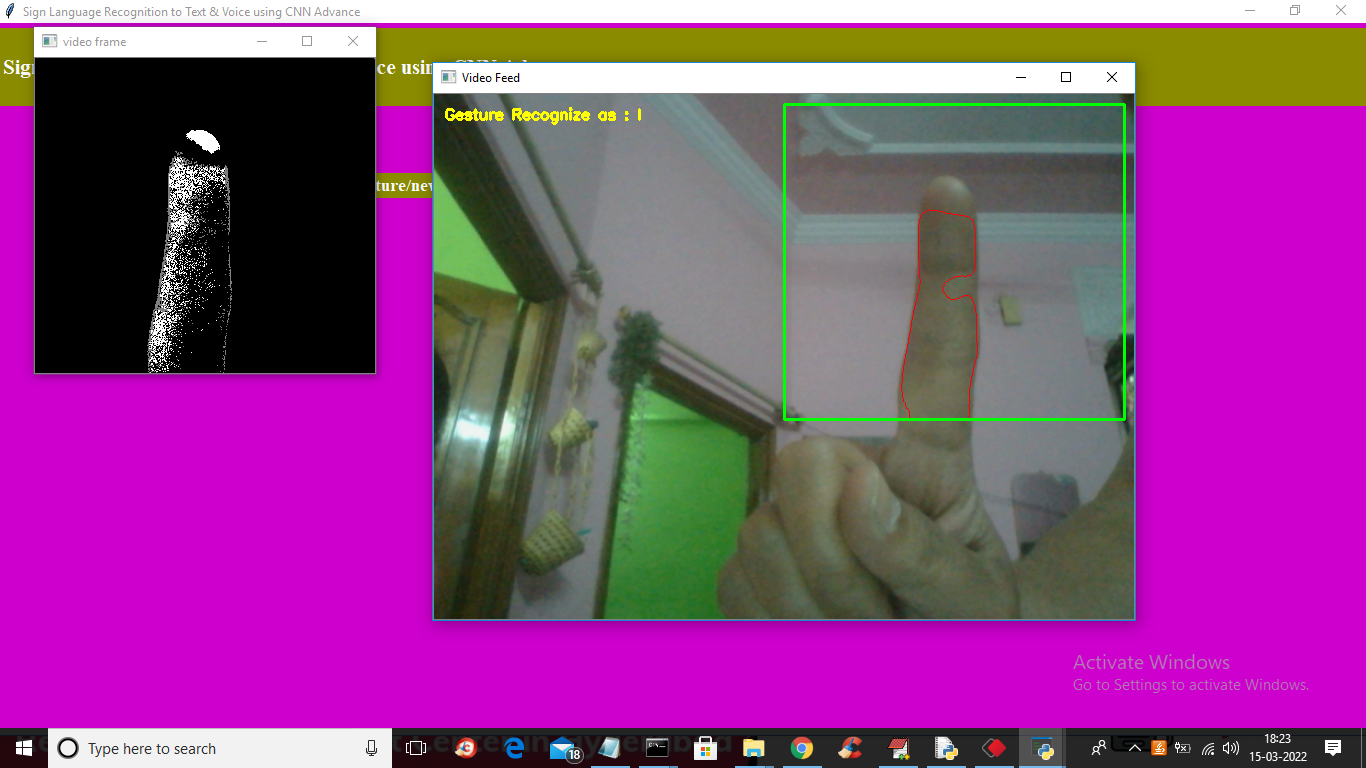 Sign Language Recognition to Text & Voice using CNN Advance
video frame
Video Feed
Gesture Recognize as : I
Activate Windows
Go to Settings to activate Windows.
Type here to search
18
18:23
15-03-2022